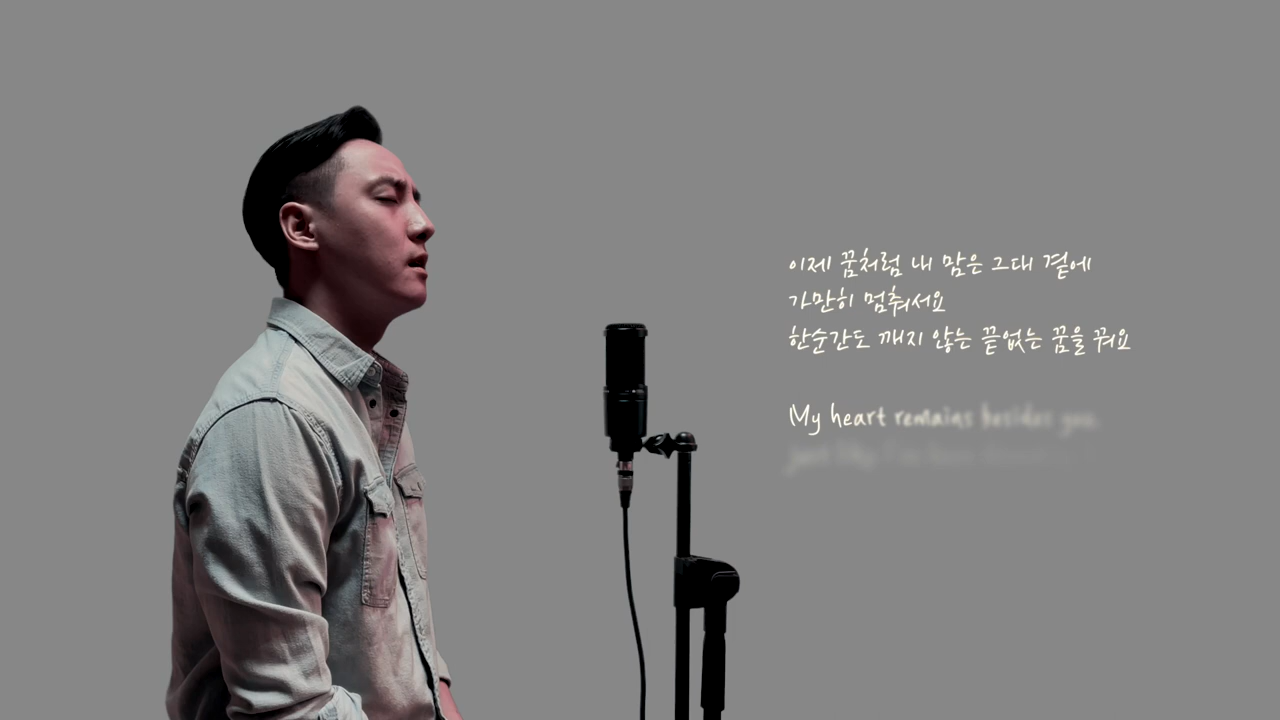 이제 꿈처럼 내 맘은 그대 곁에
가만히 멈춰서요
한순간도 깨지 않는 끝없는 꿈을 꿔요
My heart remains besides you,
just like